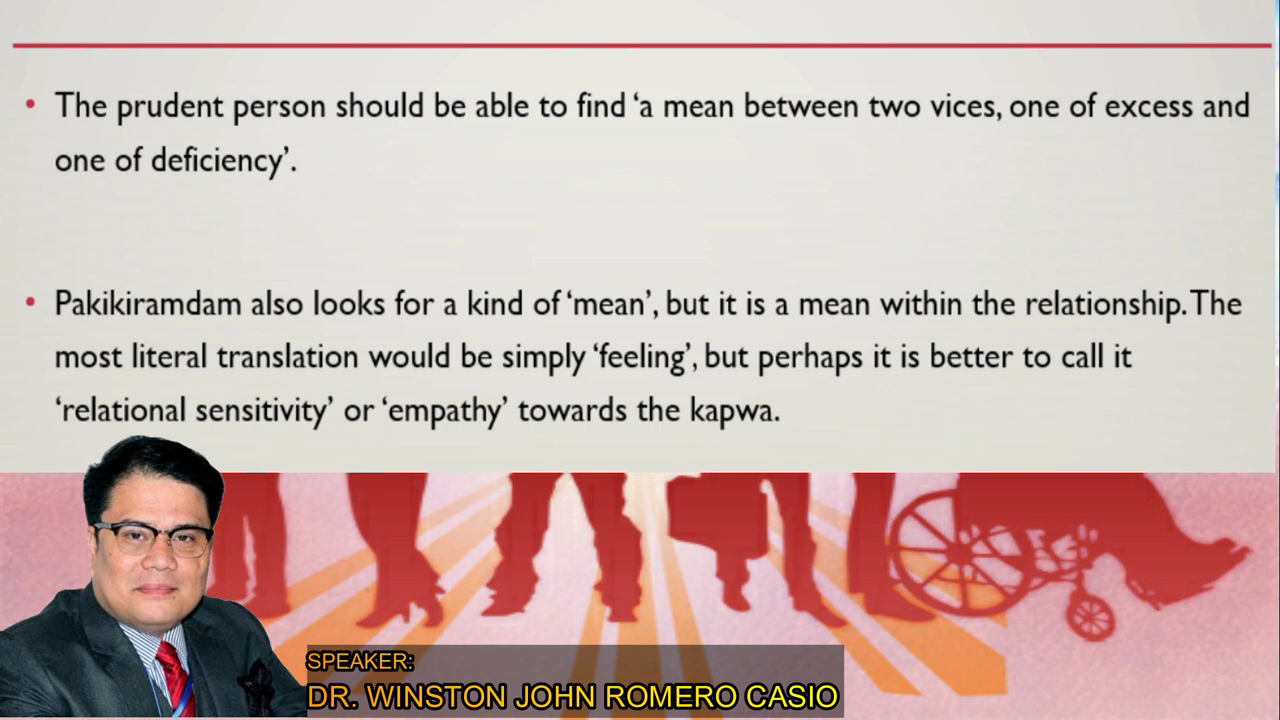 • The prudent person should be able to find ‘a mean between two vices, one of excess and
one of deficiency’.
• Pakikiramdam also looks for a kind of ‘mean’, but it is a mean within the relationship. The
most literal translation would be simply ‘feeling’, but perhaps it is better to call it
‘relational sensitivity’ or ‘empathy’ towards the kapwa.
SPEAKER:
DR. WINSTON JOHN ROMERO CASIO